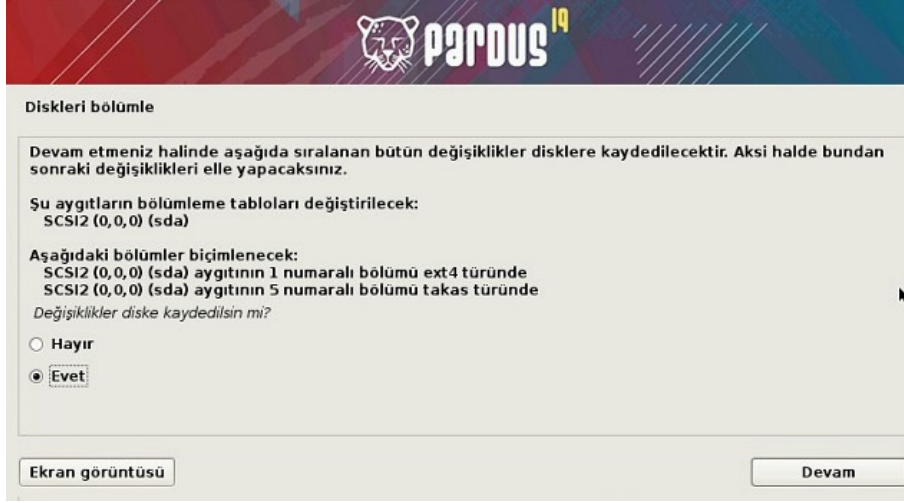 pardus19
Diskleri bölümle
Devam etmeniz halinde aşağıda sıralanan bütün değişiklikler disklere kaydedilecektir. Aksi halde bundan
sonraki değişiklikleri elle yapacaksınız.
Şu aygıtların bölümleme tabloları değiştirilecek:
SCSI2 (0,0,0) (sda)
Aşağıdaki bölümler biçimlenecek:
SCSI2 (0,0,0) (sda) aygıtının 1 numaralı bölümü ext4 türünde
SCSI2 (0,0,0) (sda) aygıtının 5 numaralı bölümü takas türünde
Değişiklikler diske kaydedilsin mi?
Hayır
Evet
Ekran görüntüsü
Devam